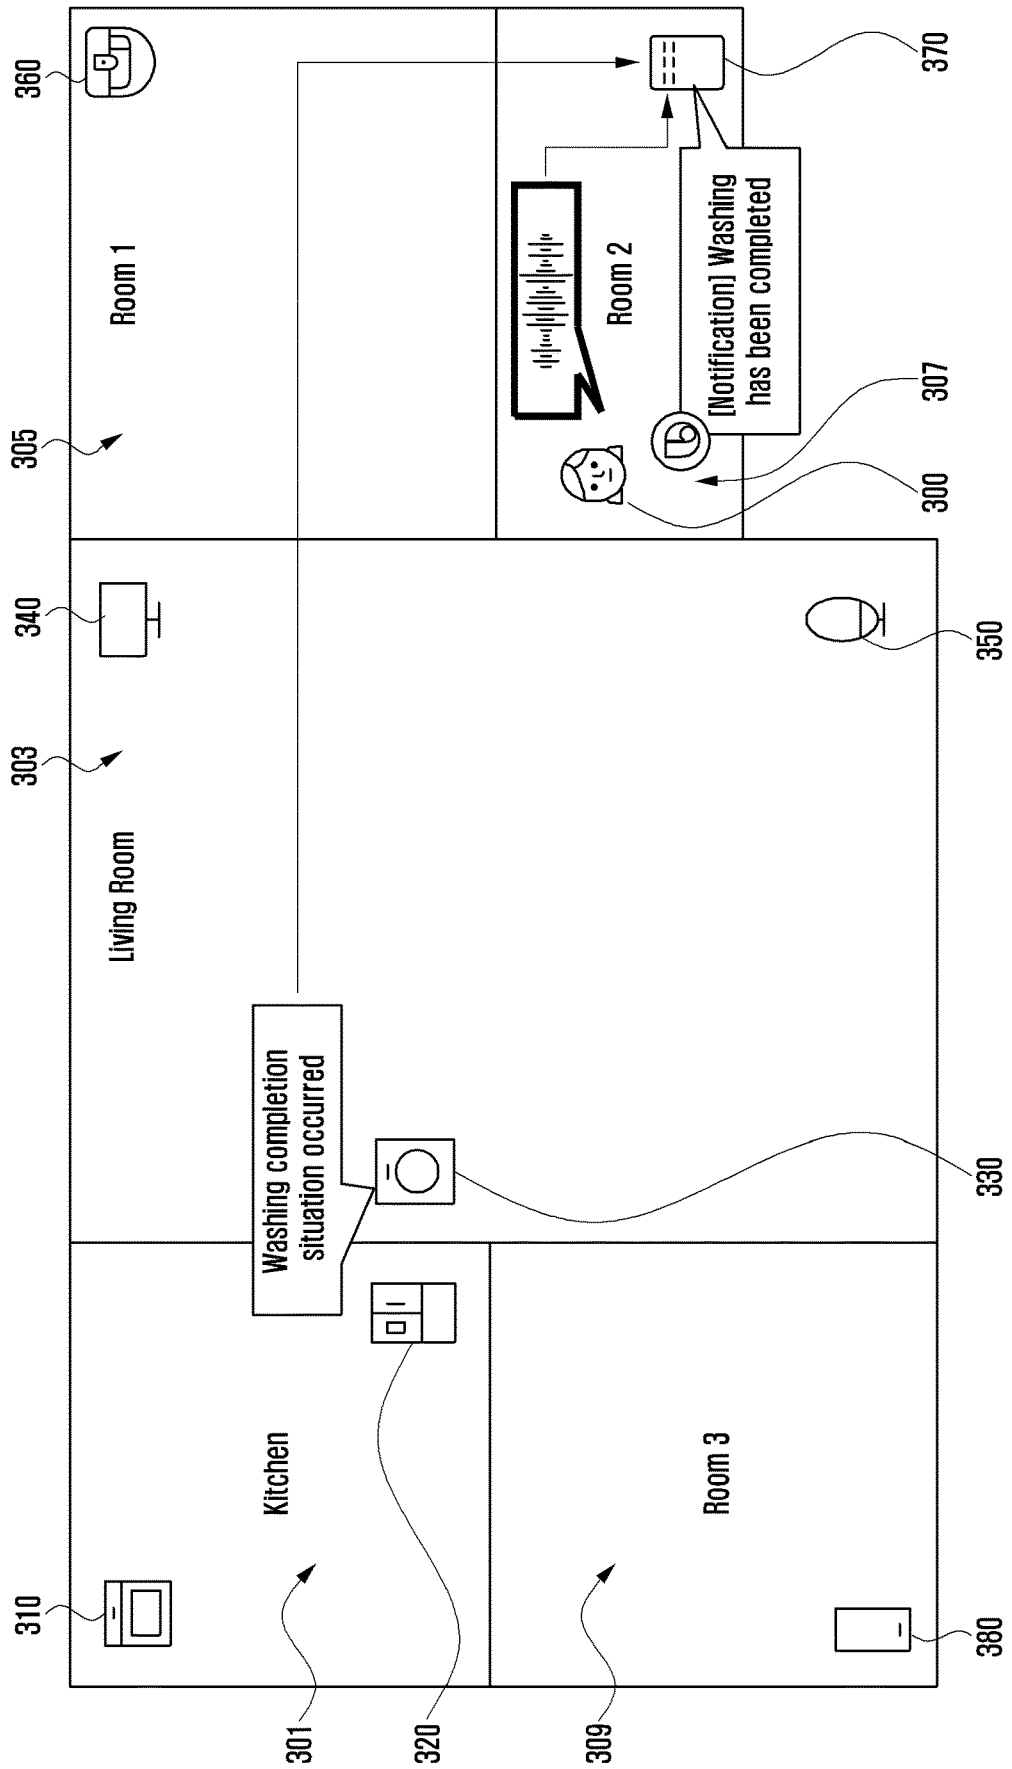 310
303
340
305
360
Living Room
Room 1
Kitchen
Washing completion
situation occurred
301
320
309
Room 2
Room 3
[Notification] Washing
has been completed
300
307
370
380
330
350